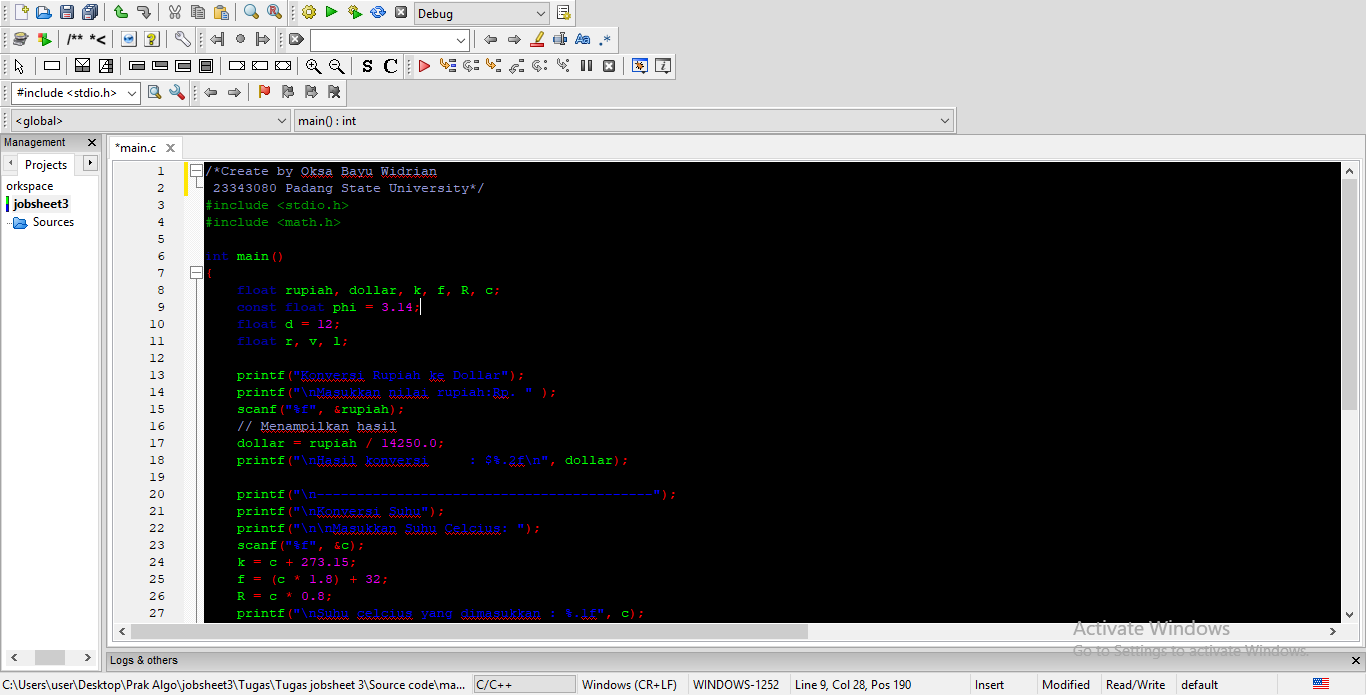 Debug
/** *<
S C
Aa .*
#include <stdio.h>
<global>
main() : int
Management
*main.c
Projects
orkspace
jobsheet3
Sources
1 /*Create by Oksa Bayu Widrian
2 23343080 Padang State University*/
3 #include <stdio.h>
4 #include <math.h>
5
6 int main()
7 {
8 float rupiah, dollar, k, f, R, c;
9 const float phi = 3.14;
10 float d = 12;
11 float r, v, l;
12
13 printf("Konversi Rupiah ke Dollar");
14 printf("\nMasukkan nilai rupiah:Rp. " );
15 scanf("%f", &rupiah);
16 // Menampilkan hasil
17 dollar = rupiah / 14250.0;
18 printf("\nHasil konversi     : $%.2f\n", dollar);
19
20 printf("\n------------------------------------------");
21 printf("\nKonversi Suhu");
22 printf("\n\nMasukkan Suhu Celcius: ");
23 scanf("%f", &c);
24 k = c + 273.15;
25 f = (c * 1.8) + 32;
26 R = c * 0.8;
27 printf("\nSuhu celcius yang dimasukkan : %.1f", c);
Activate Windows
Go to Settings to activate Windows.
Logs & others
C:\Users\user\Desktop\Prak Algo\jobsheet3\Tugas\Tugas jobsheet 3\Source code\ma... C/C++ Windows (CR+LF) WINDOWS-1252 Line 9, Col 28, Pos 190 Insert Modified Read/Write default